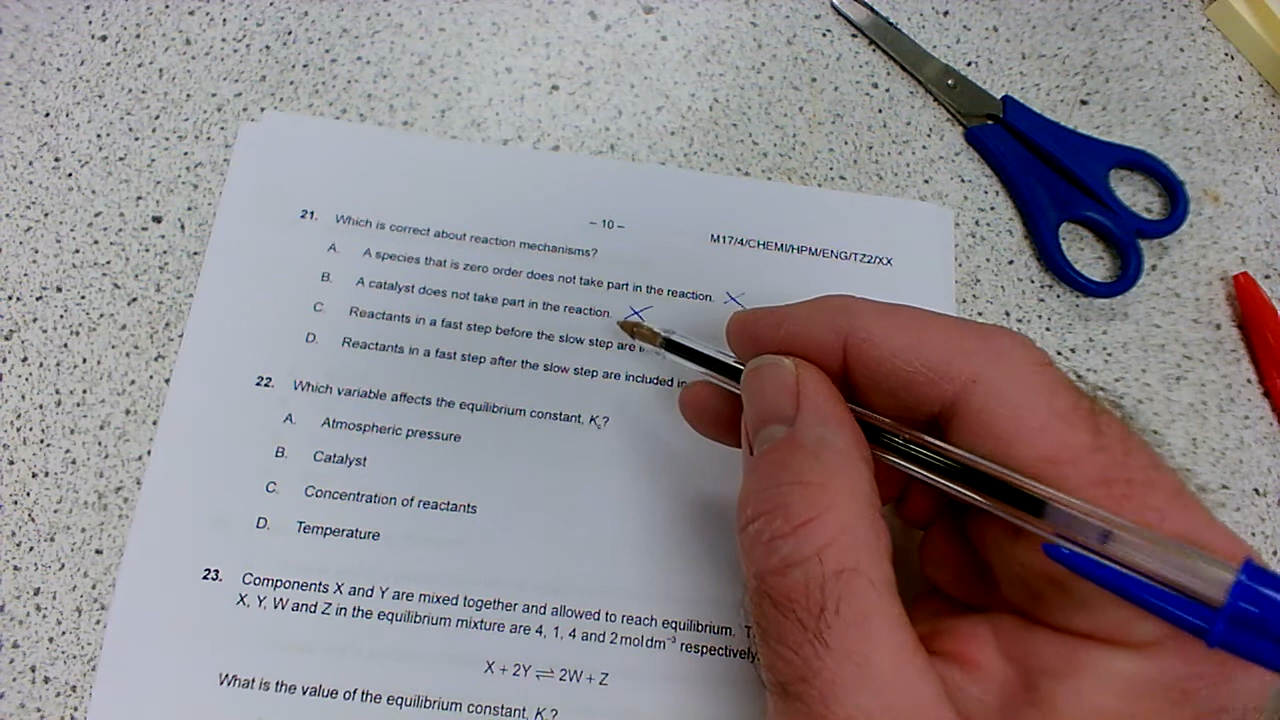 – 10 –
M17/4/CHEMI/HPM/ENG/TZ2/XX
21. Which is correct about reaction mechanisms?
A. A species that is zero order does not take part in the reaction.
B. A catalyst does not take part in the reaction.
C. Reactants in a fast step before the slow step are
D. Reactants in a fast step after the slow step are included in
22. Which variable affects the equilibrium constant, Kc?
A. Atmospheric pressure
B. Catalyst
C. Concentration of reactants
D. Temperature
23. Components X and Y are mixed together and allowed to reach equilibrium.
X, Y, W and Z in the equilibrium mixture are 4, 1, 4 and 2 mol dm⁻³ respectively.
X + 2Y ⇌ 2W + Z
What is the value of the equilibrium constant, Kc?